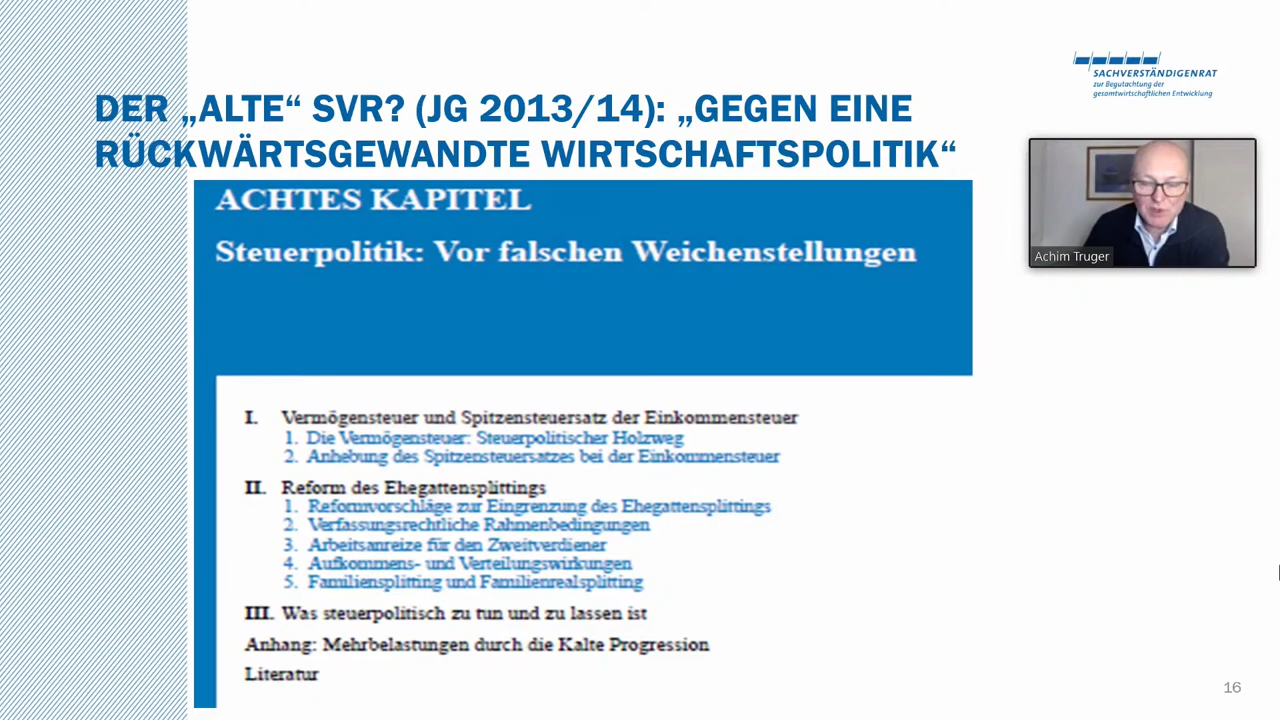 SACHVERSTÄNDIGENRAT
zur Begutachtung der
gesamtwirtschaftlichen Entwicklung
DER „ALTE“ SVR? (JG 2013/14): „GEGEN EINE
RÜCKWÄRTSGEWANDTE WIRTSCHAFTSPOLITIK“
Achim Truger
ACHTES KAPITEL
Steuerpolitik: Vor falschen Weichenstellungen
I. Vermögensteuer und Spitzensteuersatz der Einkommensteuer
1. Die Vermögensteuer: Steuerpolitischer Holzweg
2. Anhebung des Spitzensteuersatzes bei der Einkommensteuer
II. Reform des Ehegattensplittings
1. Reformvorschläge zur Eingrenzung des Ehegattensplittings
2. Verfassungsrechtliche Rahmenbedingungen
3. Arbeitsanreize für den Zweitverdiener
4. Aufkommens- und Verteilungswirkungen
5. Familiensplitting und Familienrealsplitting
III. Was steuerpolitisch zu tun und zu lassen ist
Anhang: Mehrbelastungen durch die Kalte Progression
Literatur
16